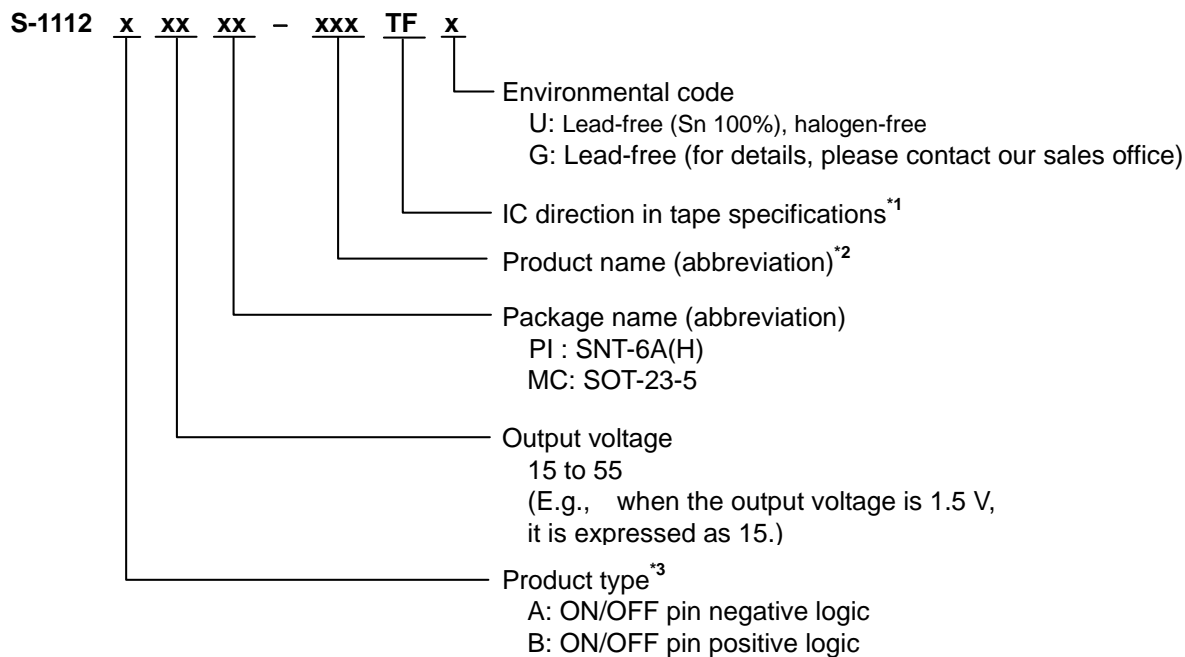 S-1112 x xx xx – xxx TF x
Environmental code
U: Lead-free (Sn 100%), halogen-free
G: Lead-free (for details, please contact our sales office)
IC direction in tape specifications*1
Product name (abbreviation)*2
Package name (abbreviation)
PI : SNT-6A(H)
MC: SOT-23-5
Output voltage
15 to 55
(E.g., when the output voltage is 1.5 V,
it is expressed as 15.)
Product type*3
A: ON/OFF pin negative logic
B: ON/OFF pin positive logic